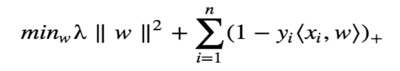 min_w λ ‖ w ‖² + ∑_{i=1}^{n} (1 − y_i⟨x_i, w⟩)_+